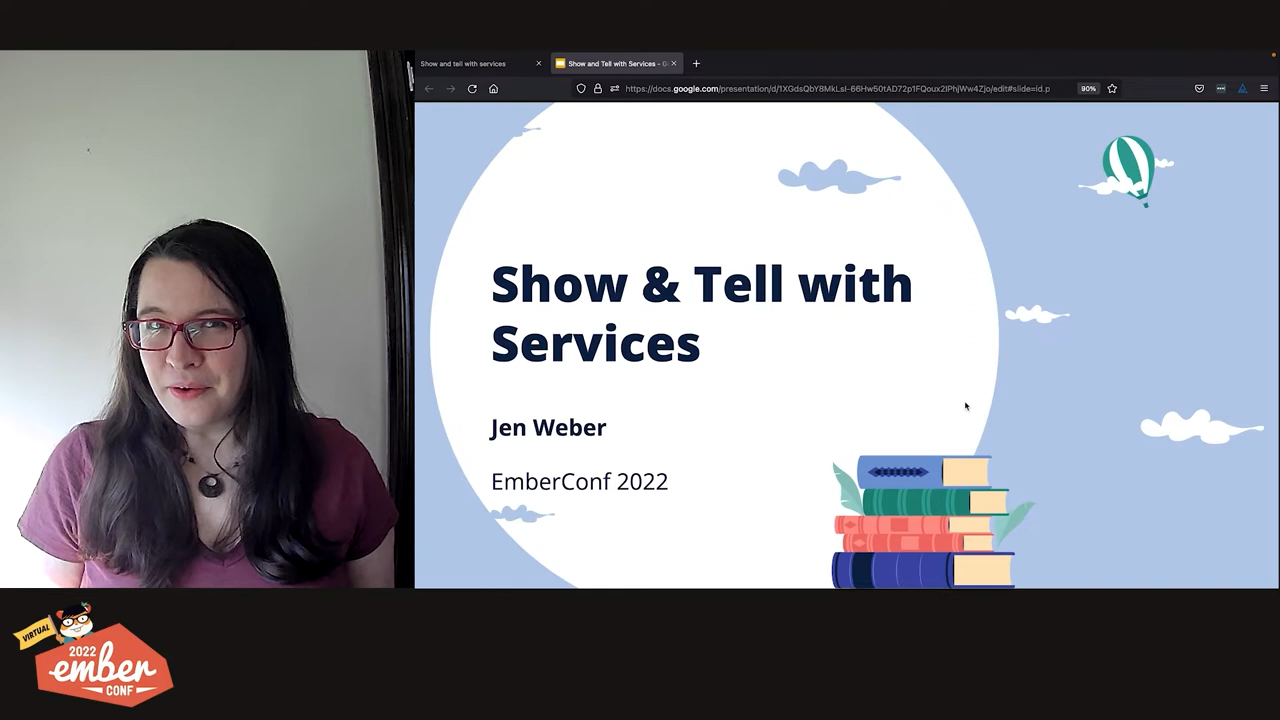 Show and tell with services
Show and Tell with Services - G
https://docs.google.com/presentation/d/1XGdsQbY8MkLsI-66Hw50tAD72p1FQoux2IPhjWw4Zjo/edit#slide=id.p
90%
Show & Tell with
Services
Jen Weber
EmberConf 2022
VIRTUAL
2022
ember
CONF